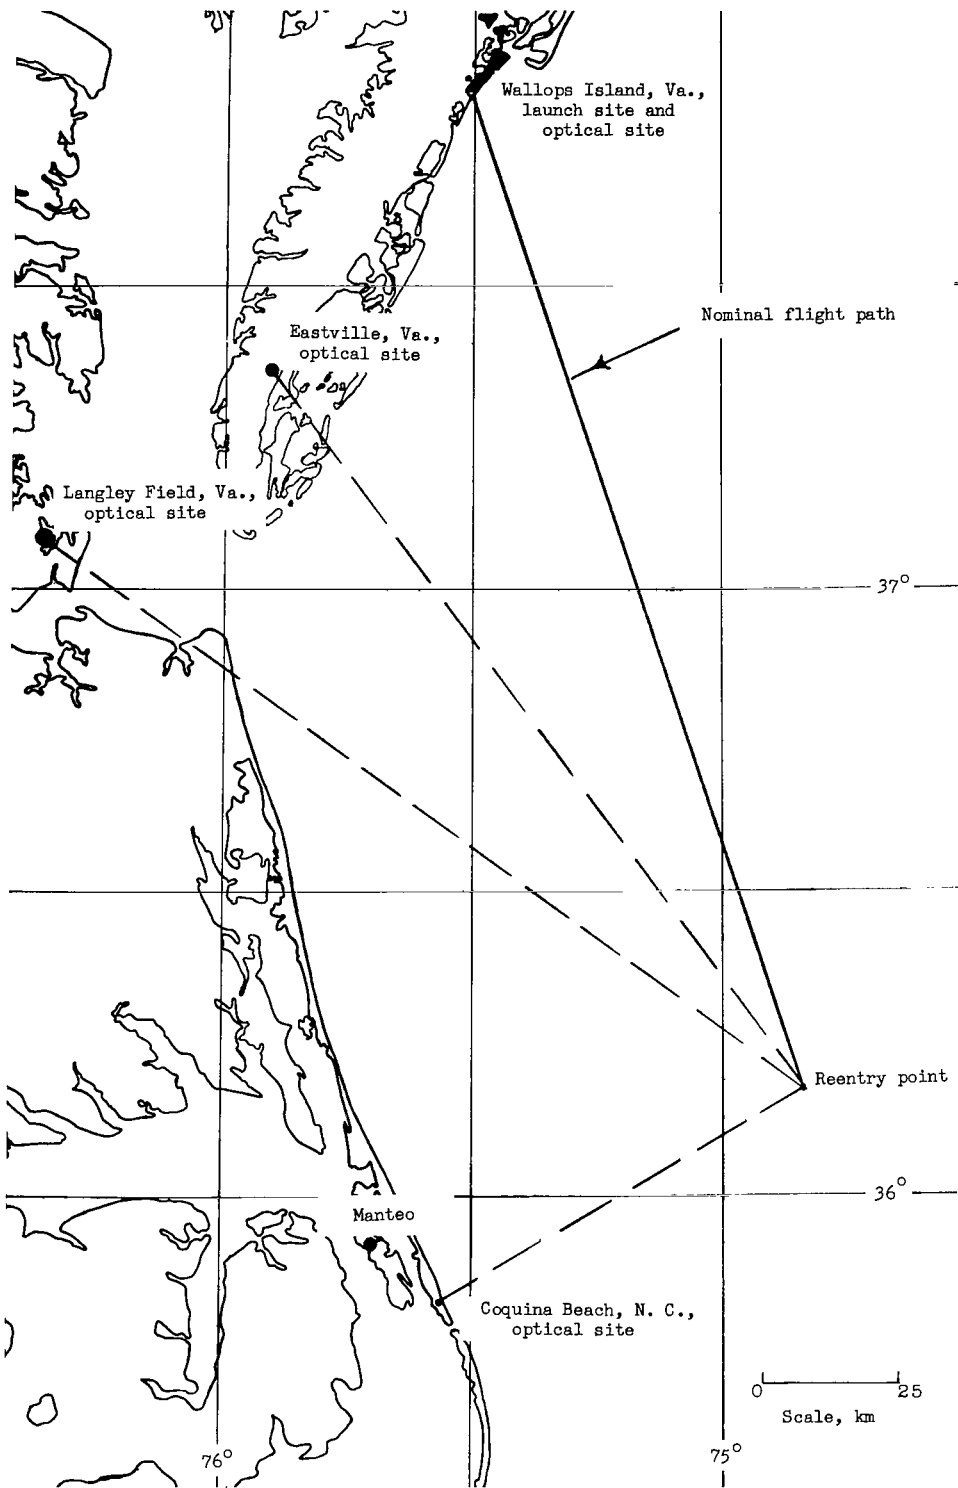 Wallops Island, Va.,
launch site and
optical site
Nominal flight path
Eastville, Va.,
optical site
Langley Field, Va.,
optical site
37°
Reentry point
36°
Manteo
Coquina Beach, N. C.,
optical site
0 25
Scale, km
76° 75°